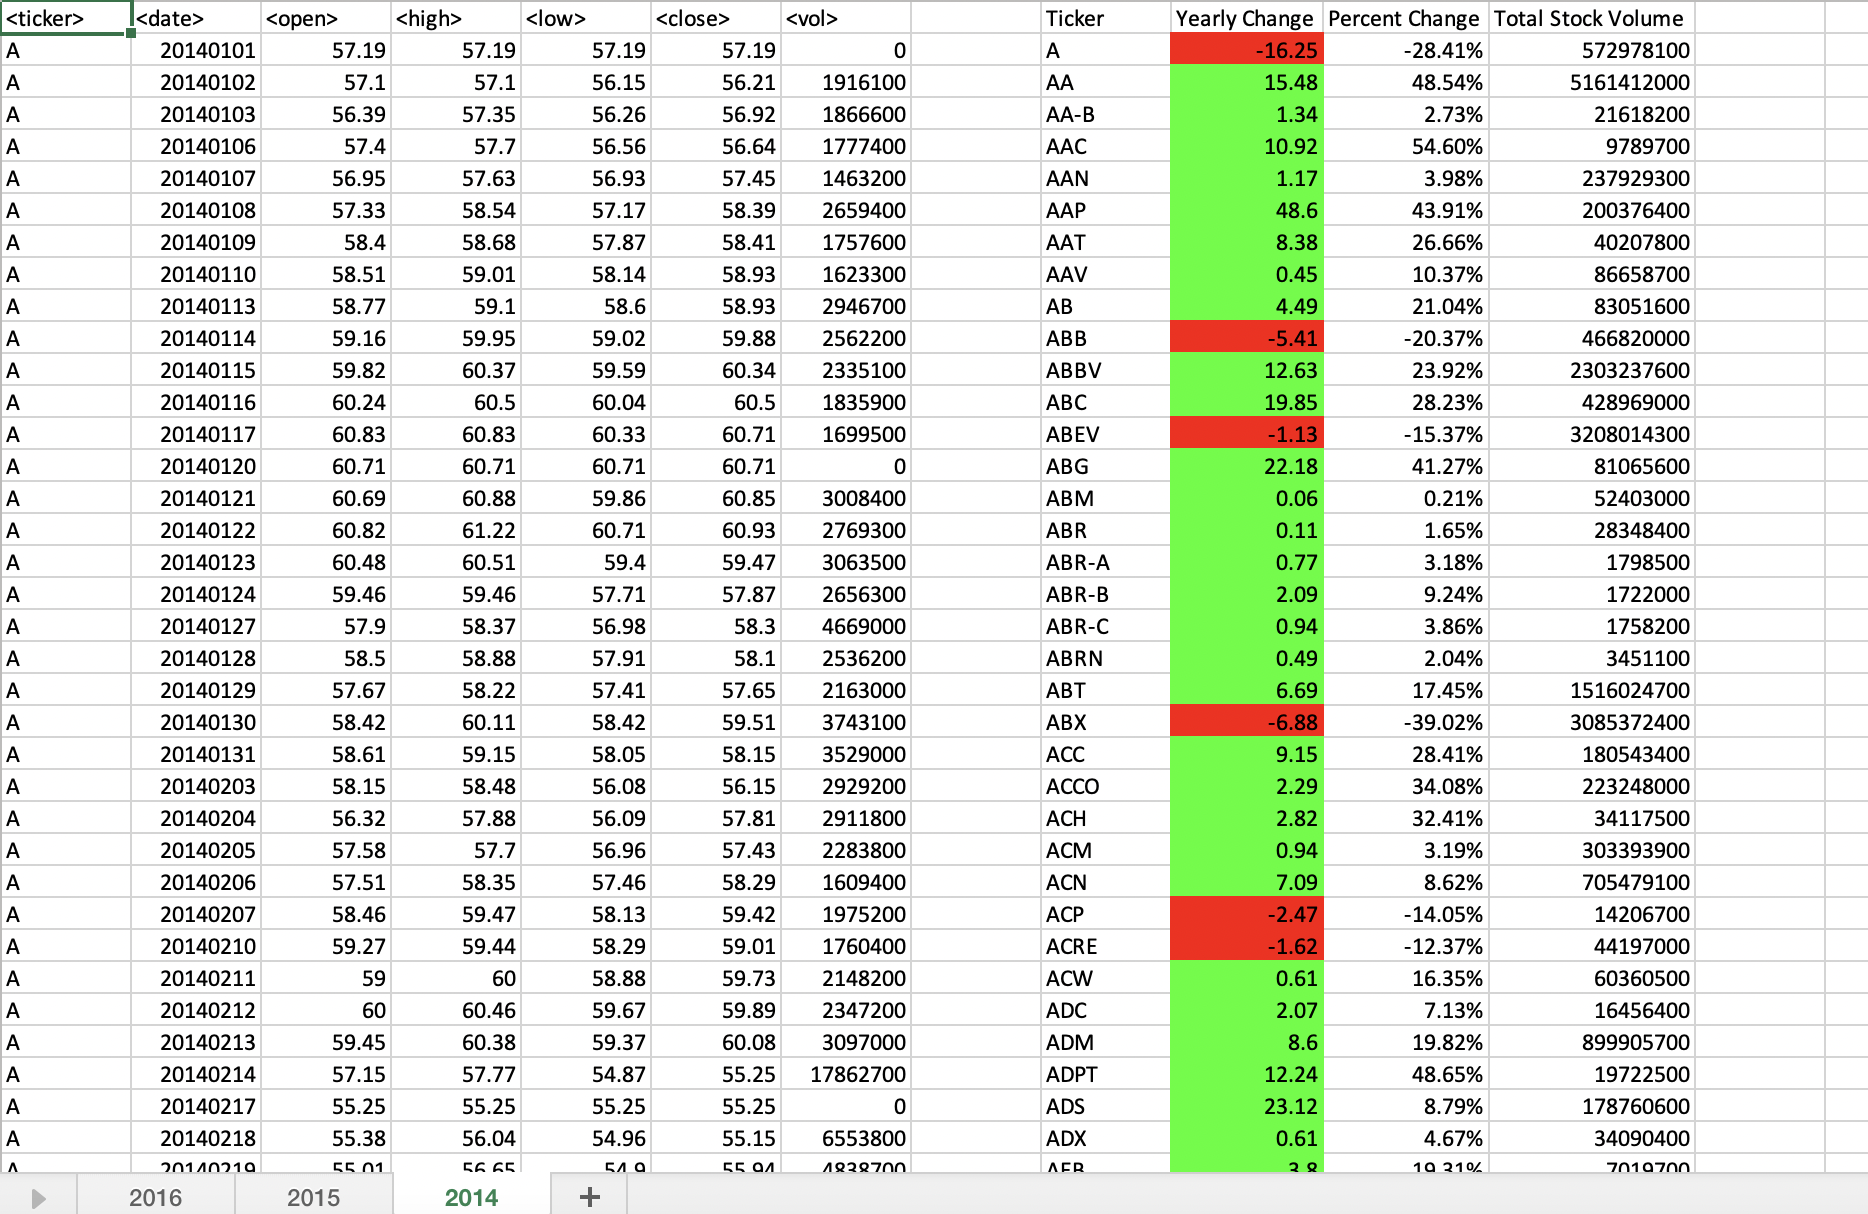 <ticker> <date> <open> <high> <low> <close> <vol> Ticker Yearly Change Percent Change Total Stock Volume
A 20140101 57.19 57.19 57.19 57.19 0 A -16.25 -28.41% 572978100
A 20140102 57.1 57.1 56.15 56.21 1916100 AA 15.48 48.54% 5161412000
A 20140103 56.39 57.35 56.26 56.92 1866600 AA-B 1.34 2.73% 21618200
A 20140106 57.4 57.7 56.56 56.64 1777400 AAC 10.92 54.60% 9789700
A 20140107 56.95 57.63 56.93 57.45 1463200 AAN 1.17 3.98% 237929300
A 20140108 57.33 58.54 57.17 58.39 2659400 AAP 48.6 43.91% 200376400
A 20140109 58.4 58.68 57.87 58.41 1757600 AAT 8.38 26.66% 40207800
A 20140110 58.51 59.01 58.14 58.93 1623300 AAV 0.45 10.37% 86658700
A 20140113 58.77 59.1 58.6 58.93 2946700 AB 4.49 21.04% 83051600
A 20140114 59.16 59.95 59.02 59.88 2562200 ABB -5.41 -20.37% 466820000
A 20140115 59.82 60.37 59.59 60.34 2335100 ABBV 12.63 23.92% 2303237600
A 20140116 60.24 60.5 60.04 60.5 1835900 ABC 19.85 28.23% 428969000
A 20140117 60.83 60.83 60.33 60.71 1699500 ABEV -1.13 -15.37% 3208014300
A 20140120 60.71 60.71 60.71 60.71 0 ABG 22.18 41.27% 81065600
A 20140121 60.69 60.88 59.86 60.85 3008400 ABM 0.06 0.21% 52403000
A 20140122 60.82 61.22 60.71 60.93 2769300 ABR 0.11 1.65% 28348400
A 20140123 60.48 60.51 59.4 59.47 3063500 ABR-A 0.77 3.18% 1798500
A 20140124 59.46 59.46 57.71 57.87 2656300 ABR-B 2.09 9.24% 1722000
A 20140127 57.9 58.37 56.98 58.3 4669000 ABR-C 0.94 3.86% 1758200
A 20140128 58.5 58.88 57.91 58.1 2536200 ABRN 0.49 2.04% 3451100
A 20140129 57.67 58.22 57.41 57.65 2163000 ABT 6.69 17.45% 1516024700
A 20140130 58.42 60.11 58.42 59.51 3743100 ABX -6.88 -39.02% 3085372400
A 20140131 58.61 59.15 58.05 58.15 3529000 ACC 9.15 28.41% 180543400
A 20140203 58.15 58.48 56.08 56.15 2929200 ACCO 2.29 34.08% 223248000
A 20140204 56.32 57.88 56.09 57.81 2911800 ACH 2.82 32.41% 34117500
A 20140205 57.58 57.7 56.96 57.43 2283800 ACM 0.94 3.19% 303393900
A 20140206 57.51 58.35 57.46 58.29 1609400 ACN 7.09 8.62% 705479100
A 20140207 58.46 59.47 58.13 59.42 1975200 ACP -2.47 -14.05% 14206700
A 20140210 59.27 59.44 58.29 59.01 1760400 ACRE -1.62 -12.37% 44197000
A 20140211 59 60 58.88 59.73 2148200 ACW 0.61 16.35% 60360500
A 20140212 60 60.46 59.67 59.89 2347200 ADC 2.07 7.13% 16456400
A 20140213 59.45 60.38 59.37 60.08 3097000 ADM 8.6 19.82% 899905700
A 20140214 57.15 57.77 54.87 55.25 17862700 ADPT 12.24 48.65% 19722500
A 20140217 55.25 55.25 55.25 55.25 0 ADS 23.12 8.79% 178760600
A 20140218 55.38 56.04 54.96 55.15 6553800 ADX 0.61 4.67% 34090400
A 20140219 55.01 56.65 54.9 55.94 4838700 AEB 3.8 19.31% 7019700
2016 2015 2014 +